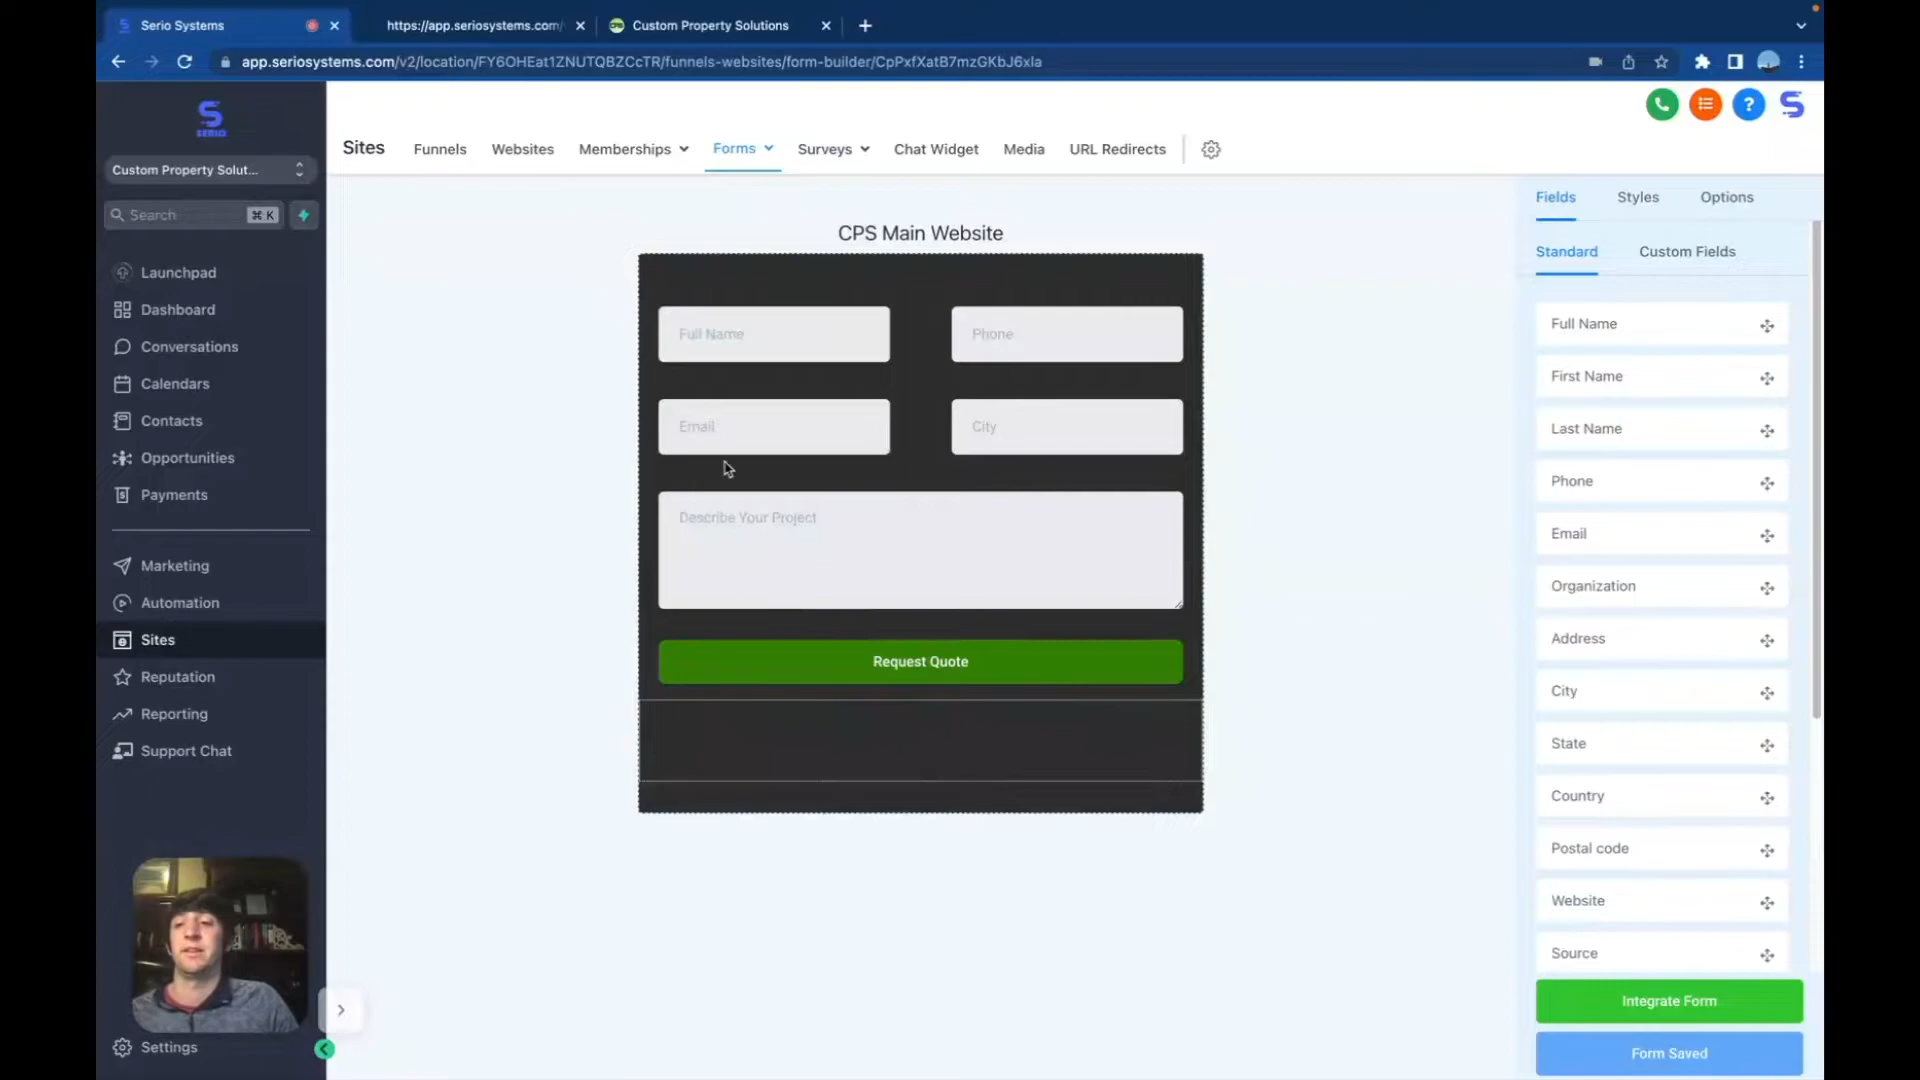 Serio Systems
https://app.seriosystems.com/
CPS
Custom Property Solutions
app.seriosystems.com/v2/location/FY6OHEat1ZNUTQBZCcTR/funnels-websites/form-builder/CpPxfXatB7mzGKbJ6xla
S
SERIO
Custom Property Solut...
Search
⌘ K
Launchpad
Dashboard
Conversations
Calendars
Contacts
Opportunities
Payments
Marketing
Automation
Sites
Reputation
Reporting
Support Chat
Settings
Sites
Funnels
Websites
Memberships
Forms
Surveys
Chat Widget
Media
URL Redirects
?
S
CPS Main Website
Full Name
Phone
Email
City
Describe Your Project
Request Quote
Fields
Styles
Options
Standard
Custom Fields
Full Name
First Name
Last Name
Phone
Email
Organization
Address
City
State
Country
Postal code
Website
Source
Integrate Form
Form Saved